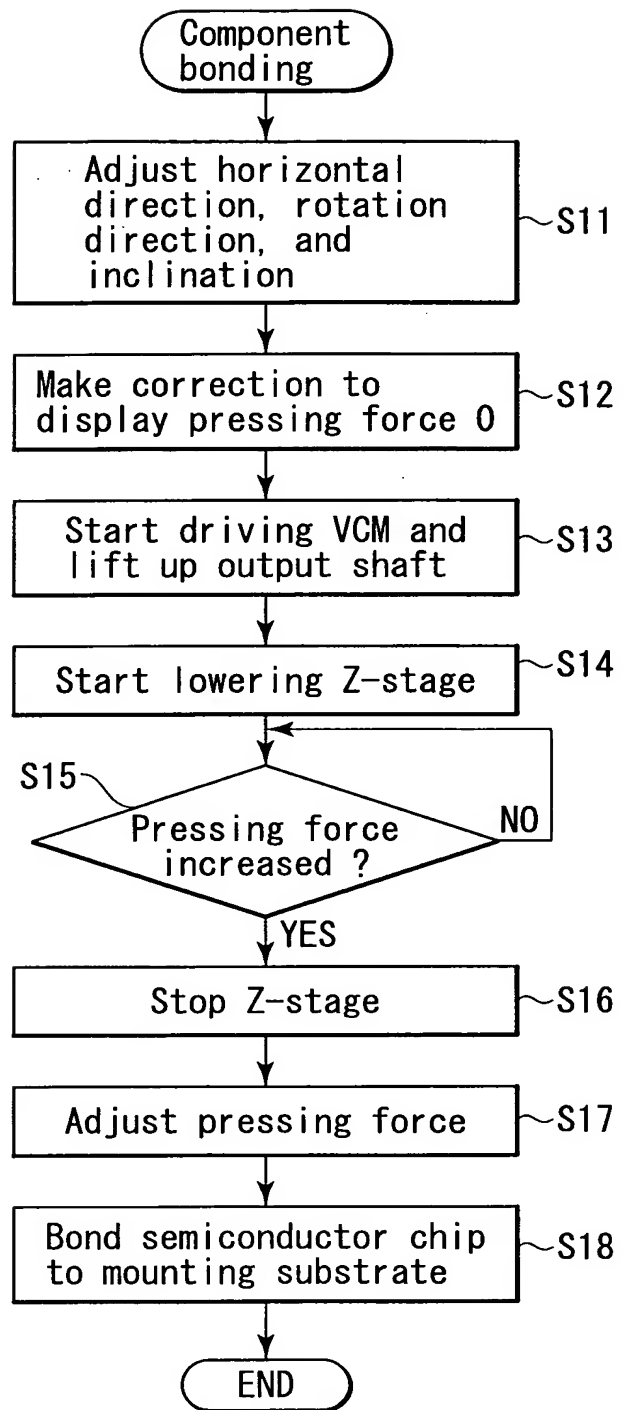 Component
bonding
Adjust horizontal
direction, rotation
direction, and
inclination
S11
Make correction to
display pressing force 0
S12
Start driving VCM and
lift up output shaft
S13
Start lowering Z-stage
S14
S15
Pressing force
increased ?
NO
YES
Stop Z-stage
S16
Adjust pressing force
S17
Bond semiconductor chip
to mounting substrate
S18
END